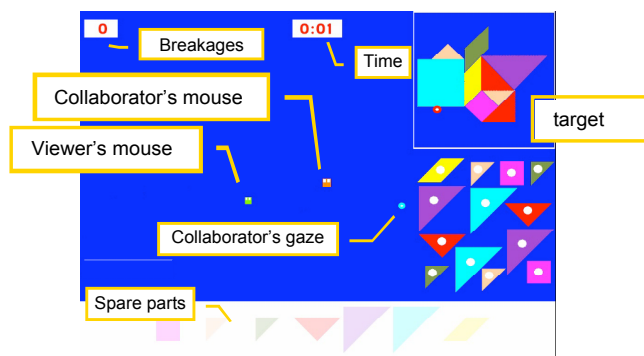 0
0:01
Breakages
Time
Collaborator's mouse
target
Viewer's mouse
Collaborator's gaze
Spare parts